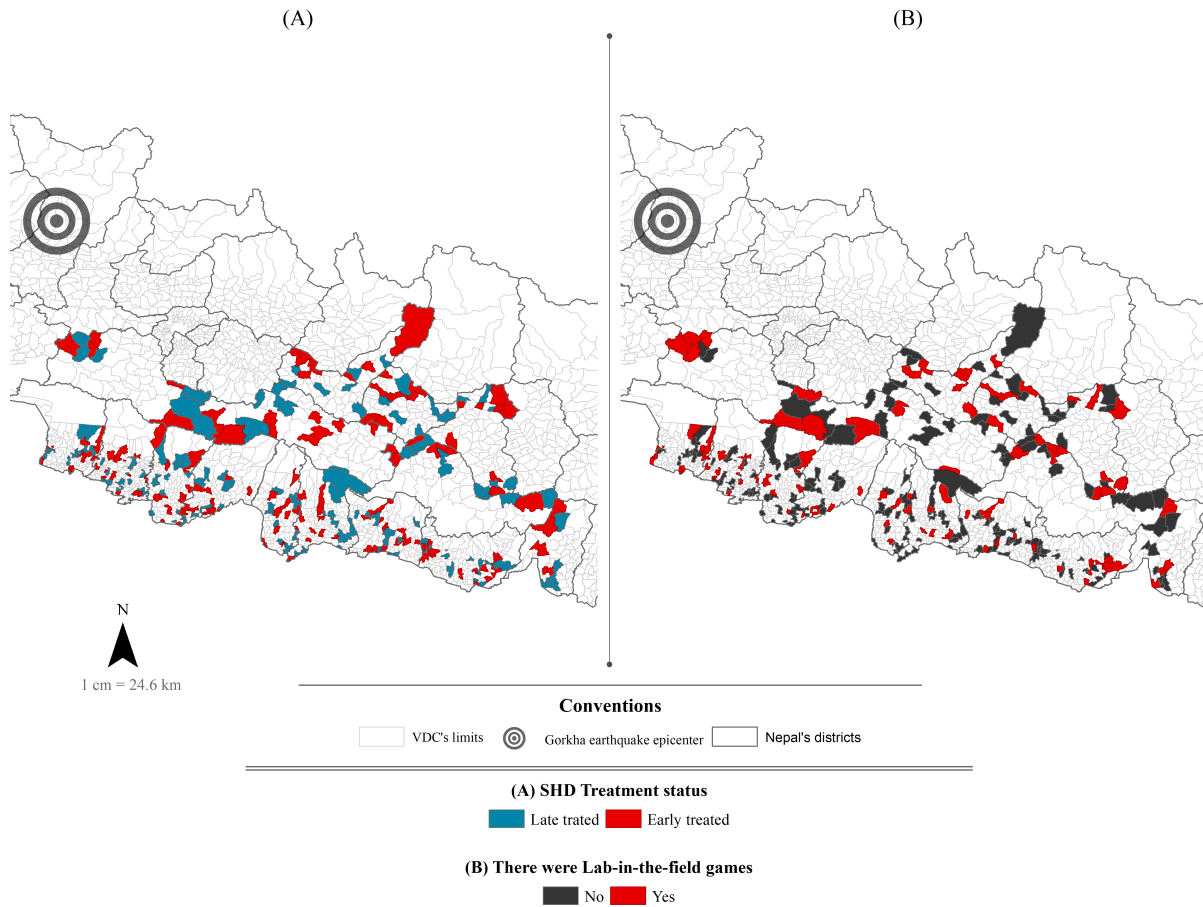 (A)
(B)
N
1 cm = 24.6 km
Conventions
VDC's limits
Gorkha earthquake epicenter
Nepal's districts
(A) SHD Treatment status
Late trated
Early treated
(B) There were Lab-in-the-field games
No
Yes